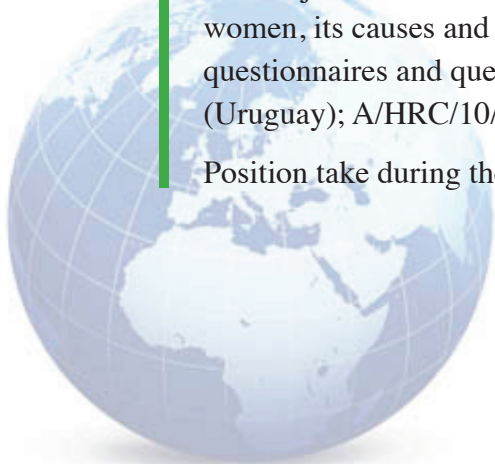 women, its causes and
questionnaires and que
(Uruguay); A/HRC/10/
Position take during the